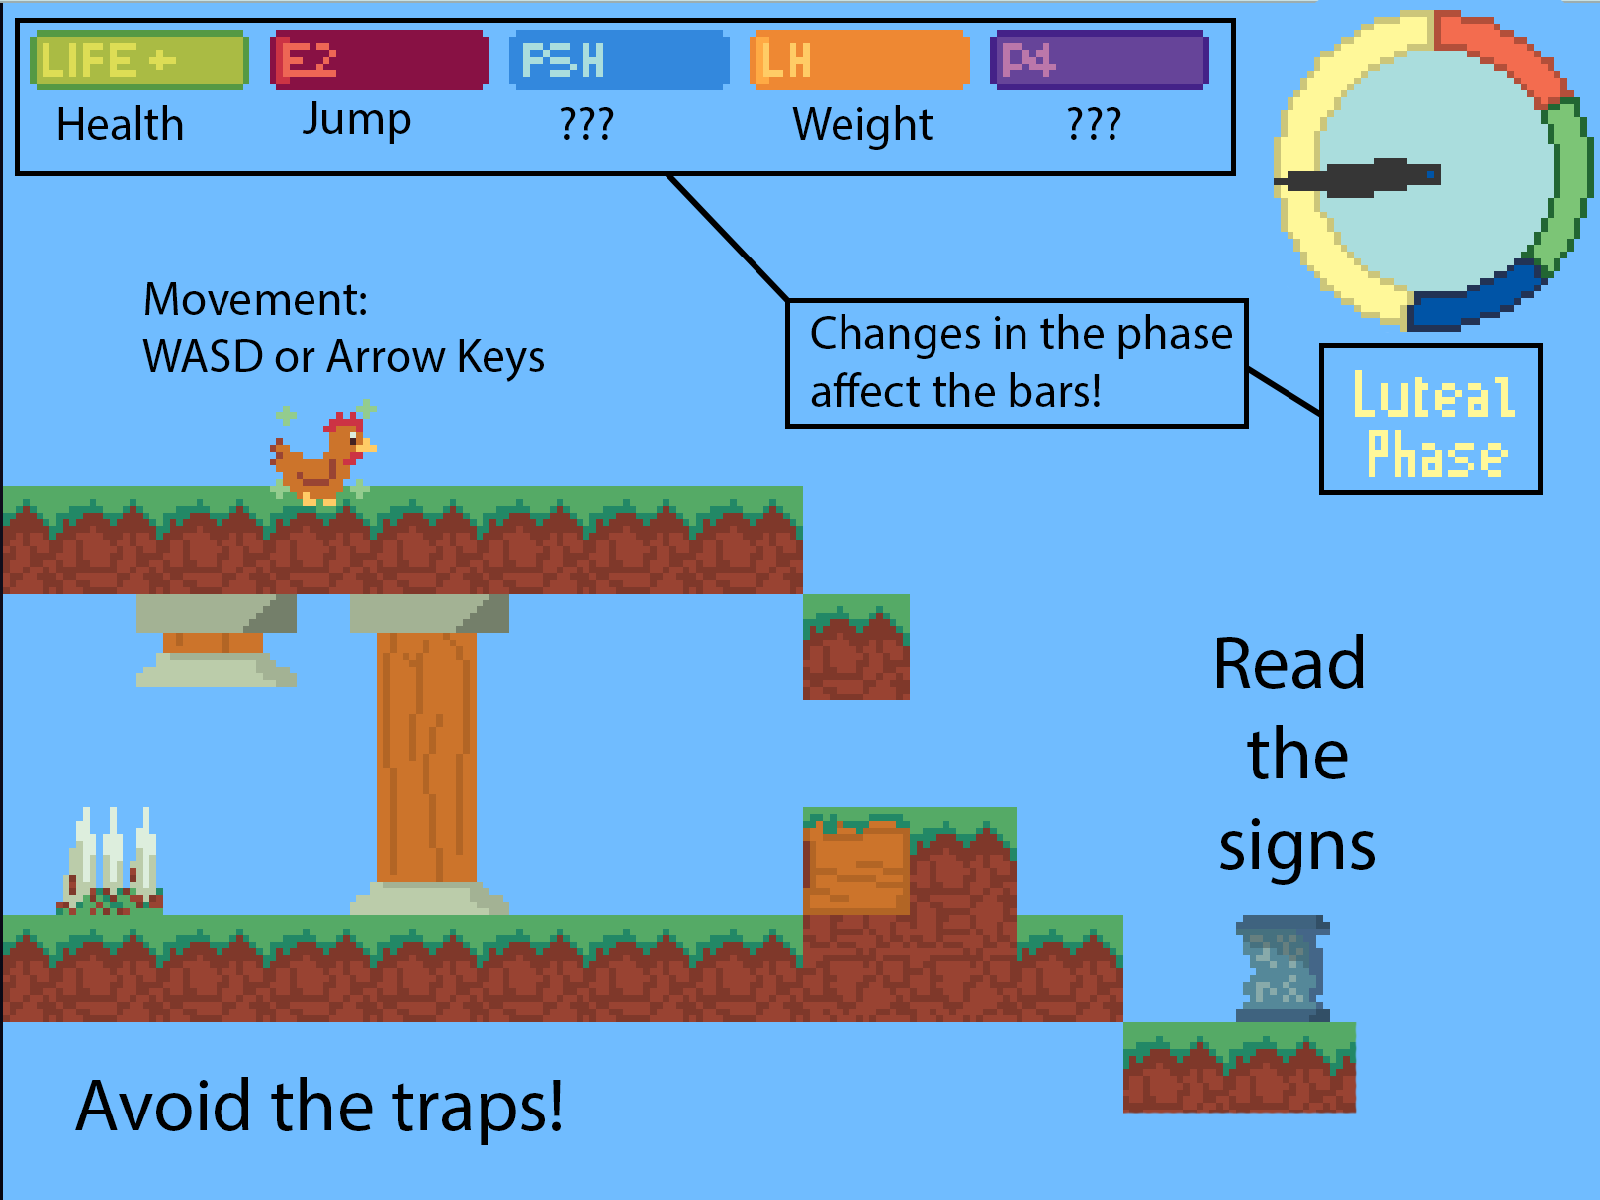 LIFE + E2 FSH LH P4
Health Jump ??? Weight ???
Movement:
WASD or Arrow Keys
Changes in the phase
affect the bars!
Luteal
Phase
Read
the
signs
Avoid the traps!